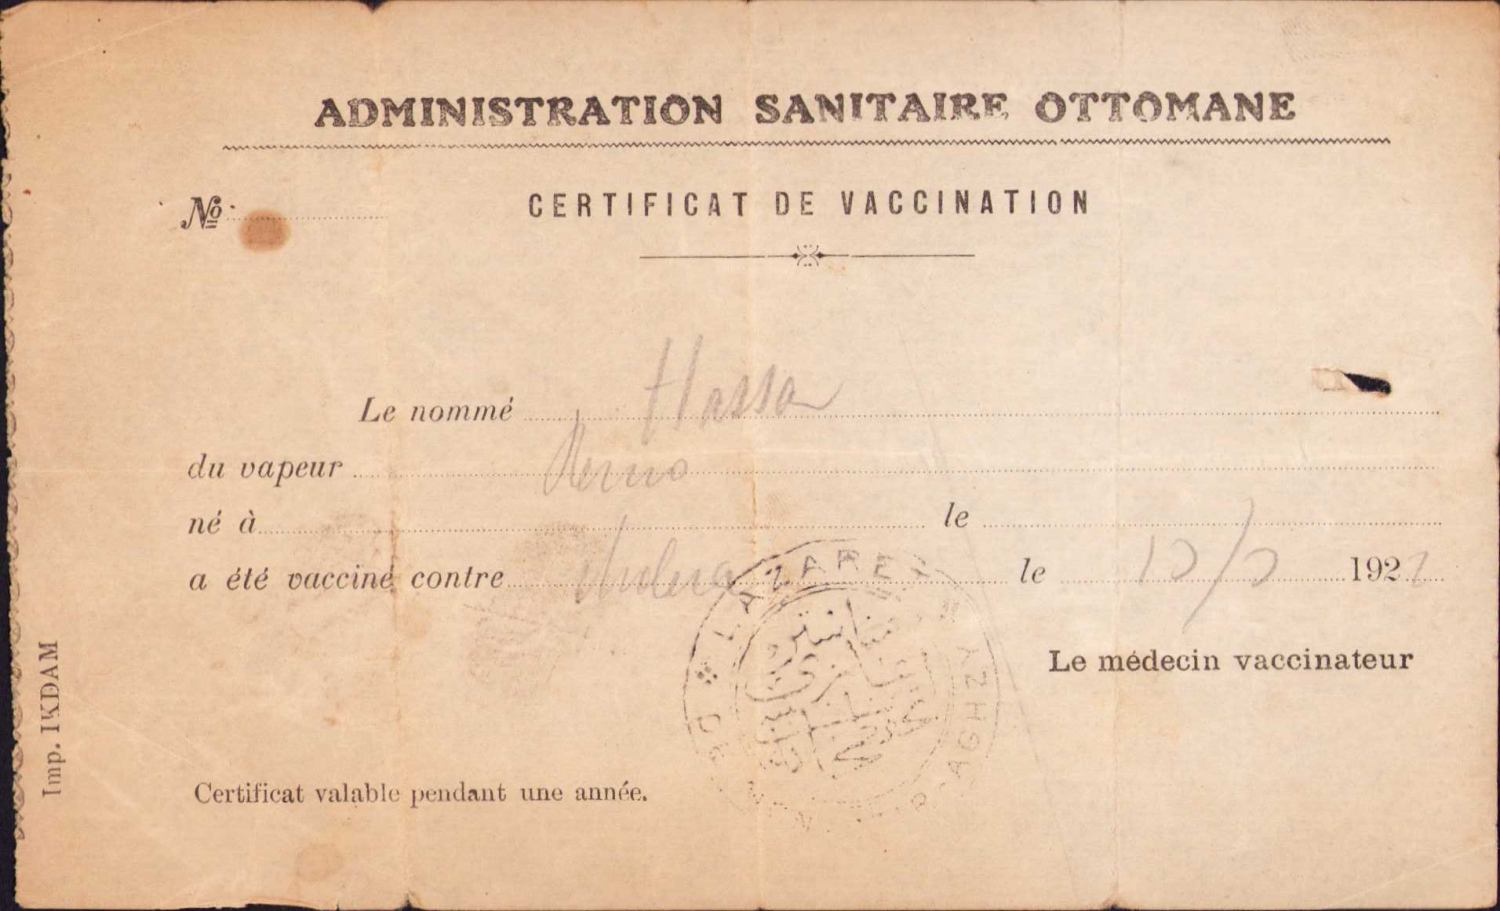 ADMINISTRATION SANITAIRE OTTOMANE
No
CERTIFICAT DE VACCINATION
Le nommé Hassa
du vapeur
né à le
a été vacciné contre le 192
LAZARET
Le médecin vaccinateur
Certificat valable pendant une année.
Imp. IKDAM